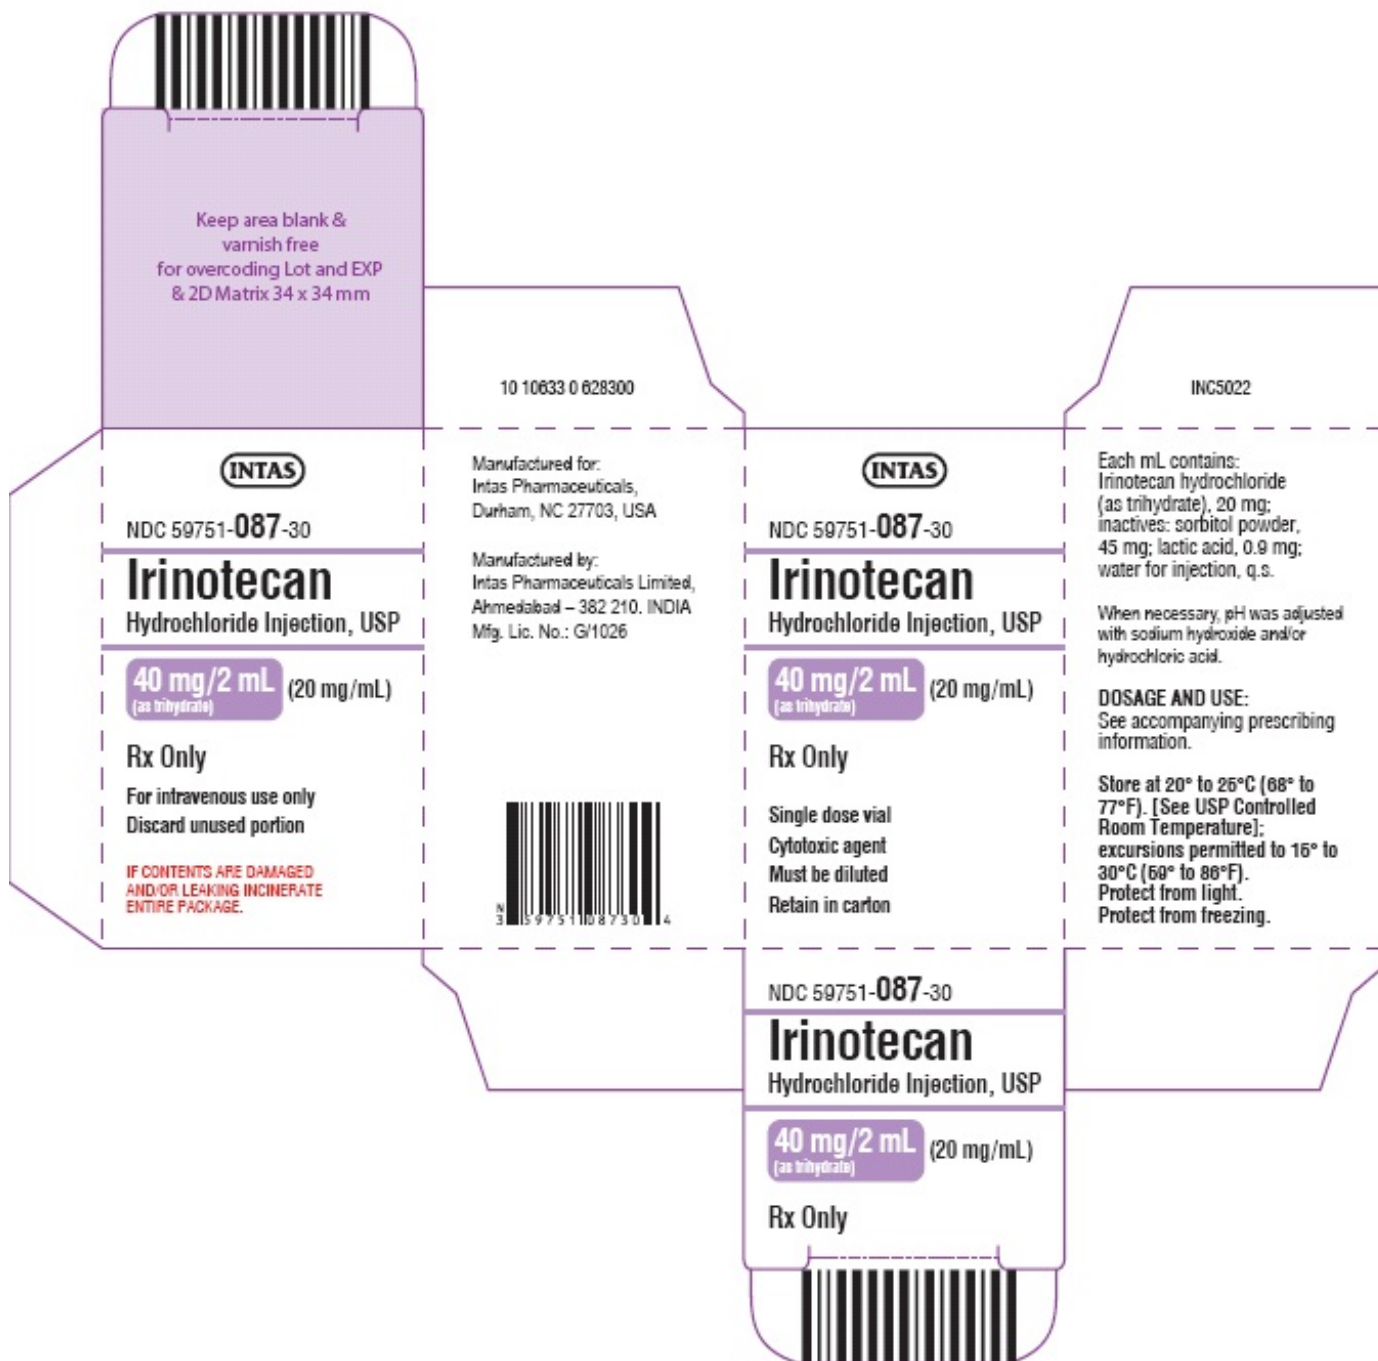 Keep area blank &
varnish free
for overcoding Lot and EXP
& 2D Matrix 34 x 34 mm
10 10633 0 628300
INC5022
INTAS
NDC 59751-087-30
Irinotecan
Hydrochloride Injection, USP
40 mg/2 mL (20 mg/mL)
(as trihydrate)
Rx Only
For intravenous use only
Discard unused portion
IF CONTENTS ARE DAMAGED
AND/OR LEAKING INCINERATE
ENTIRE PACKAGE.
Manufactured for:
Intas Pharmaceuticals,
Durham, NC 27703, USA
Manufactured by:
Intas Pharmaceuticals Limited,
Ahmedabad – 382 210. INDIA
Mfg. Lic. No.: G/1026
N
3 59751 08730 4
INTAS
NDC 59751-087-30
Irinotecan
Hydrochloride Injection, USP
40 mg/2 mL (20 mg/mL)
(as trihydrate)
Rx Only
Single dose vial
Cytotoxic agent
Must be diluted
Retain in carton
Each mL contains:
Irinotecan hydrochloride
(as trihydrate), 20 mg;
inactives: sorbitol powder,
45 mg; lactic acid, 0.9 mg;
water for injection, q.s.
When necessary, pH was adjusted
with sodium hydroxide and/or
hydrochloric acid.
DOSAGE AND USE:
See accompanying prescribing
information.
Store at 20° to 25°C (68° to
77°F). [See USP Controlled
Room Temperature];
excursions permitted to 15° to
30°C (59° to 86°F).
Protect from light.
Protect from freezing.
NDC 59751-087-30
Irinotecan
Hydrochloride Injection, USP
40 mg/2 mL (20 mg/mL)
(as trihydrate)
Rx Only